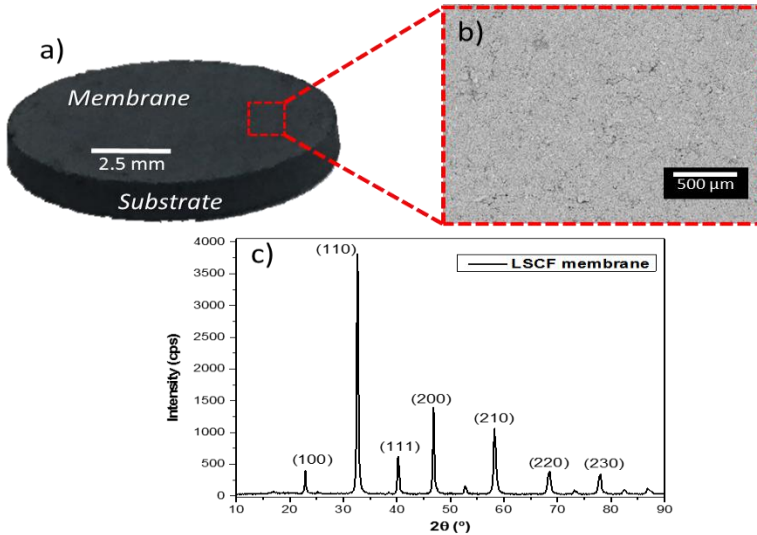 a)
Membrane
2.5 mm
Substrate
b)
500 µm
c)
LSCF membrane
(110)
(200)
(210)
(111)
(100)
(220)
(230)
4000
3500
3000
2500
2000
1500
1000
500
0
Intensity (cps)
10 20 30 40 50 60 70 80 90
2θ (º)